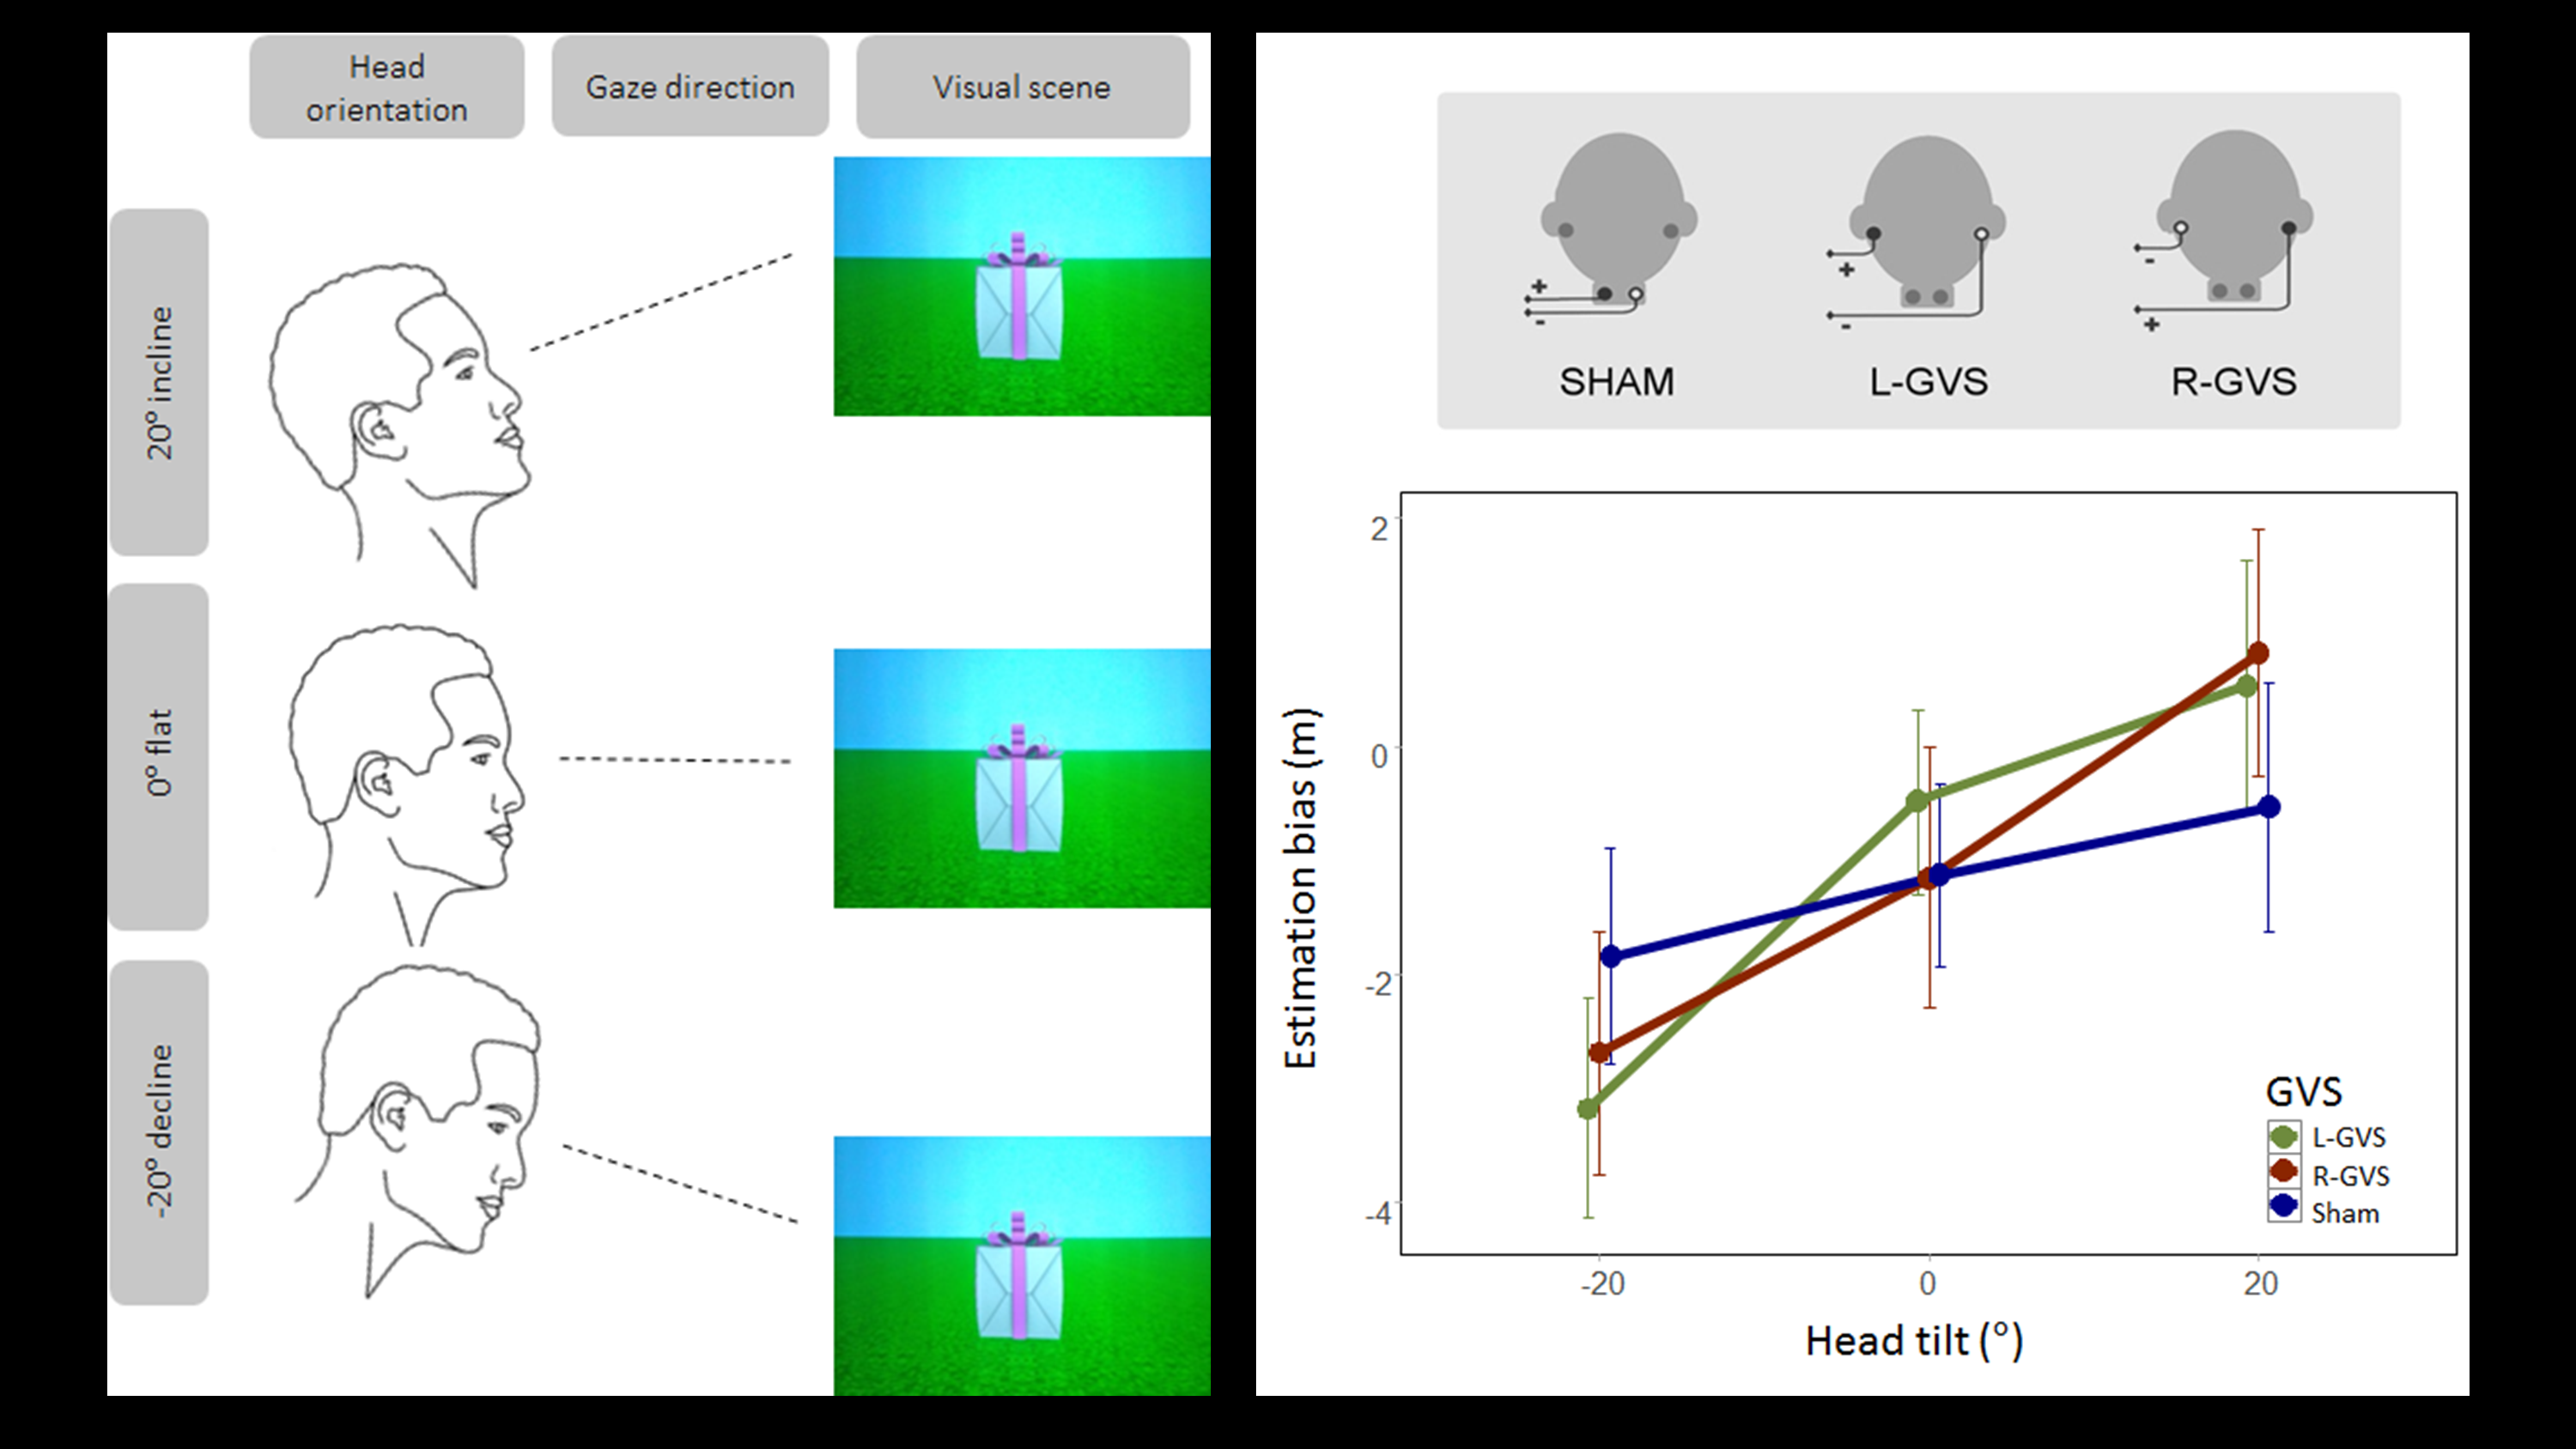 Head
orientation
Gaze direction
Visual scene
20° incline
0° flat
-20° decline
+
-
SHAM
+
-
L-GVS
-
+
R-GVS
Estimation bias (m)
2
0
-2
-4
-20
0
20
Head tilt (°)
GVS
L-GVS
R-GVS
Sham